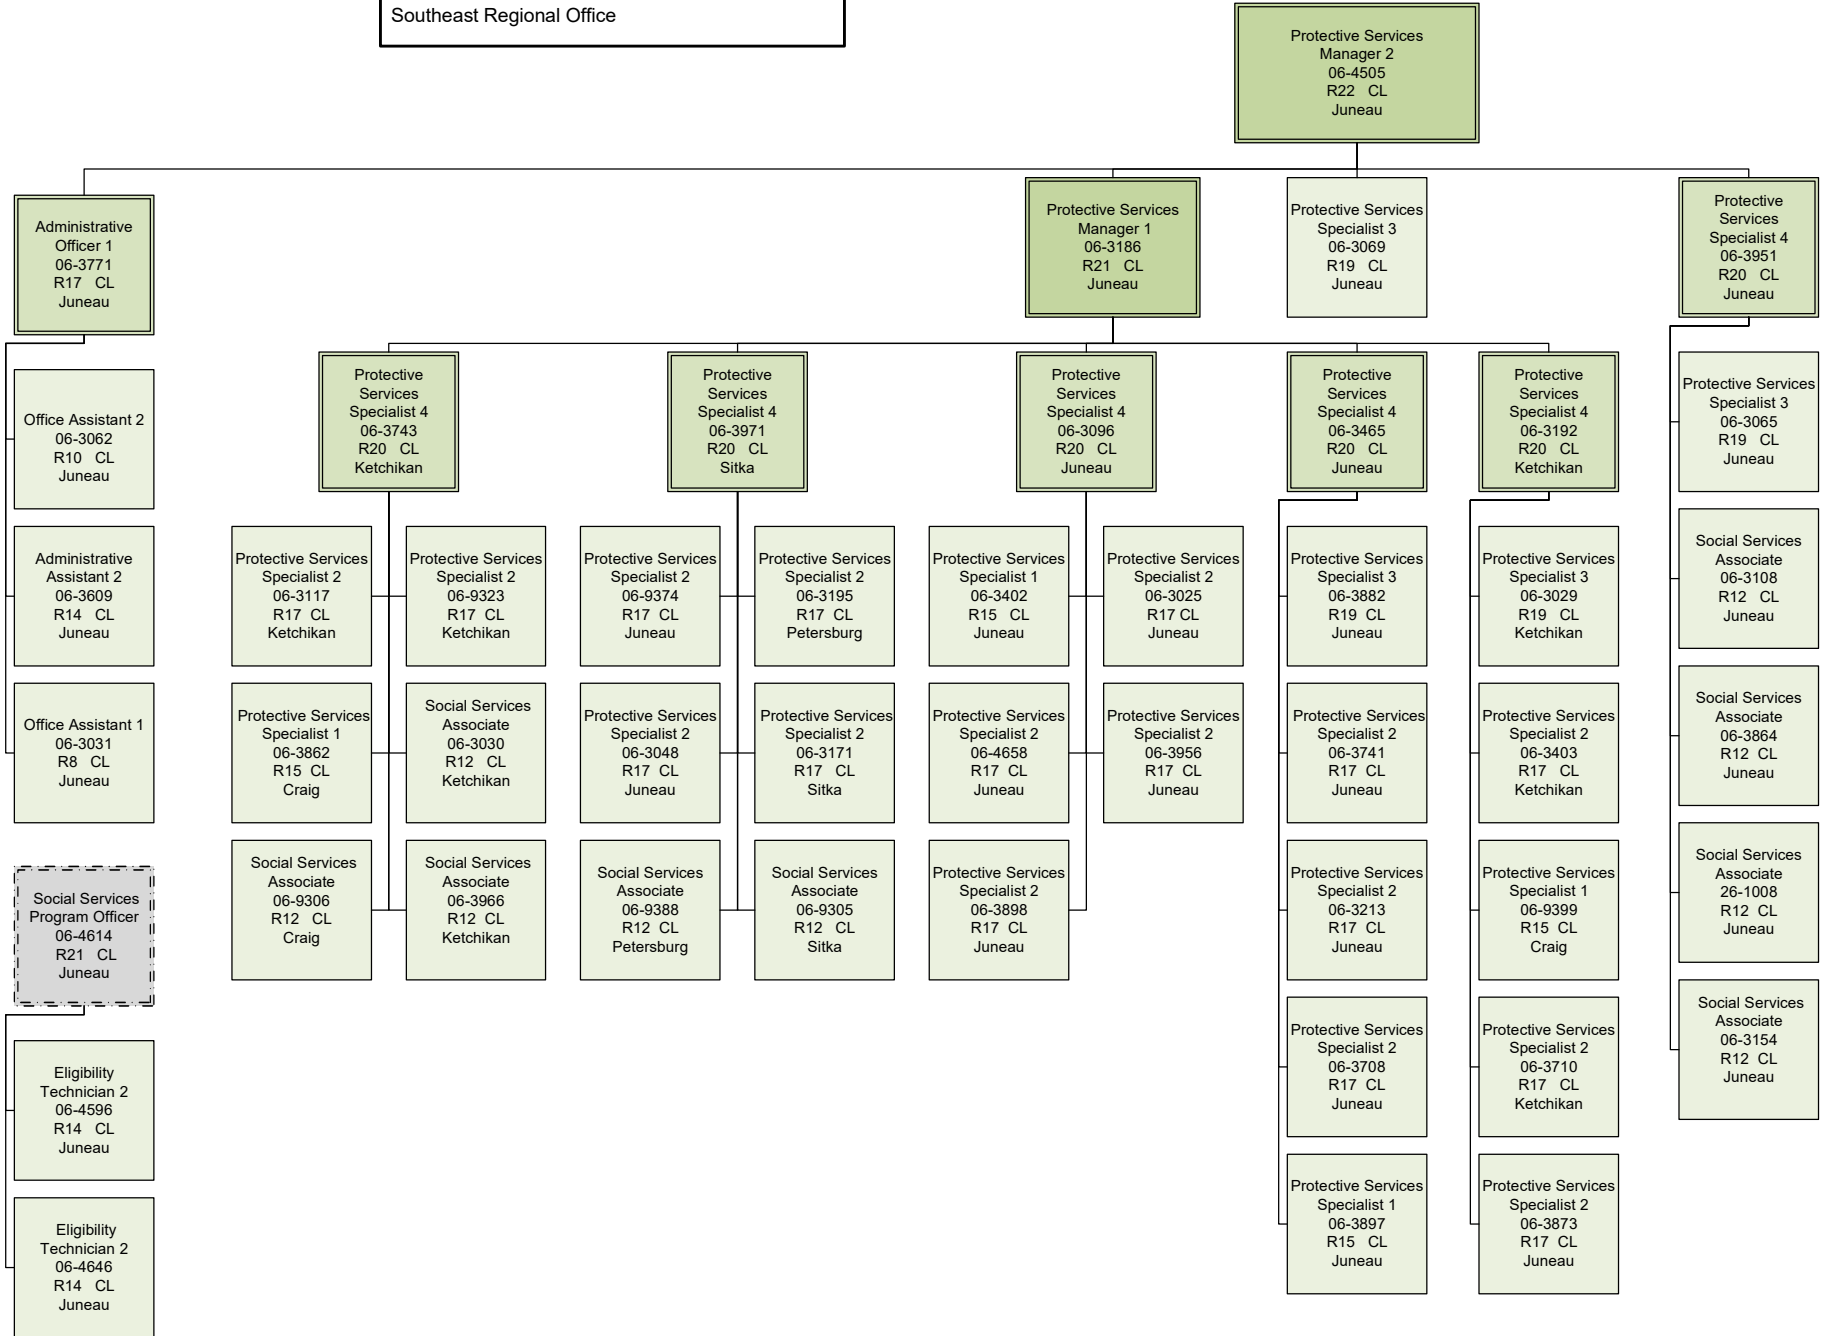 Southeast Regional Office
Protective Services
Manager 2
06-4505
R22 CL
Juneau
Administrative
Officer 1
06-3771
R17 CL
Juneau
Protective Services
Manager 1
06-3186
R21 CL
Juneau
Protective Services
Specialist 3
06-3069
R19 CL
Juneau
Protective
Services
Specialist 4
06-3951
R20 CL
Juneau
Office Assistant 2
06-3062
R10 CL
Juneau
Administrative
Assistant 2
06-3609
R14 CL
Juneau
Office Assistant 1
06-3031
R8 CL
Juneau
Social Services
Program Officer
06-4614
R21 CL
Juneau
Eligibility
Technician 2
06-4596
R14 CL
Juneau
Eligibility
Technician 2
06-4646
R14 CL
Juneau
Protective
Services
Specialist 4
06-3743
R20 CL
Ketchikan
Protective Services
Specialist 2
06-3117
R17 CL
Ketchikan
Protective Services
Specialist 2
06-9323
R17 CL
Ketchikan
Protective Services
Specialist 1
06-3862
R15 CL
Craig
Social Services
Associate
06-3030
R12 CL
Ketchikan
Social Services
Associate
06-9306
R12 CL
Craig
Social Services
Associate
06-3966
R12 CL
Ketchikan
Protective
Services
Specialist 4
06-3971
R20 CL
Sitka
Protective Services
Specialist 2
06-9374
R17 CL
Juneau
Protective Services
Specialist 2
06-3195
R17 CL
Petersburg
Protective Services
Specialist 2
06-3048
R17 CL
Juneau
Protective Services
Specialist 2
06-3171
R17 CL
Sitka
Social Services
Associate
06-9388
R12 CL
Petersburg
Social Services
Associate
06-9305
R12 CL
Sitka
Protective
Services
Specialist 4
06-3096
R20 CL
Juneau
Protective Services
Specialist 1
06-3402
R15 CL
Juneau
Protective Services
Specialist 2
06-3025
R17 CL
Juneau
Protective Services
Specialist 2
06-4658
R17 CL
Juneau
Protective Services
Specialist 2
06-3956
R17 CL
Juneau
Protective Services
Specialist 2
06-3898
R17 CL
Juneau
Protective
Services
Specialist 4
06-3465
R20 CL
Juneau
Protective Services
Specialist 3
06-3882
R19 CL
Juneau
Protective Services
Specialist 2
06-3741
R17 CL
Juneau
Protective Services
Specialist 2
06-3213
R17 CL
Juneau
Protective Services
Specialist 2
06-3708
R17 CL
Juneau
Protective Services
Specialist 1
06-3897
R15 CL
Juneau
Protective
Services
Specialist 4
06-3192
R20 CL
Ketchikan
Protective Services
Specialist 3
06-3029
R19 CL
Ketchikan
Protective Services
Specialist 2
06-3403
R17 CL
Ketchikan
Protective Services
Specialist 1
06-9399
R15 CL
Craig
Protective Services
Specialist 2
06-3710
R17 CL
Ketchikan
Protective Services
Specialist 2
06-3873
R17 CL
Juneau
Protective Services
Specialist 3
06-3065
R19 CL
Juneau
Social Services
Associate
06-3108
R12 CL
Juneau
Social Services
Associate
06-3864
R12 CL
Juneau
Social Services
Associate
26-1008
R12 CL
Juneau
Social Services
Associate
06-3154
R12 CL
Juneau